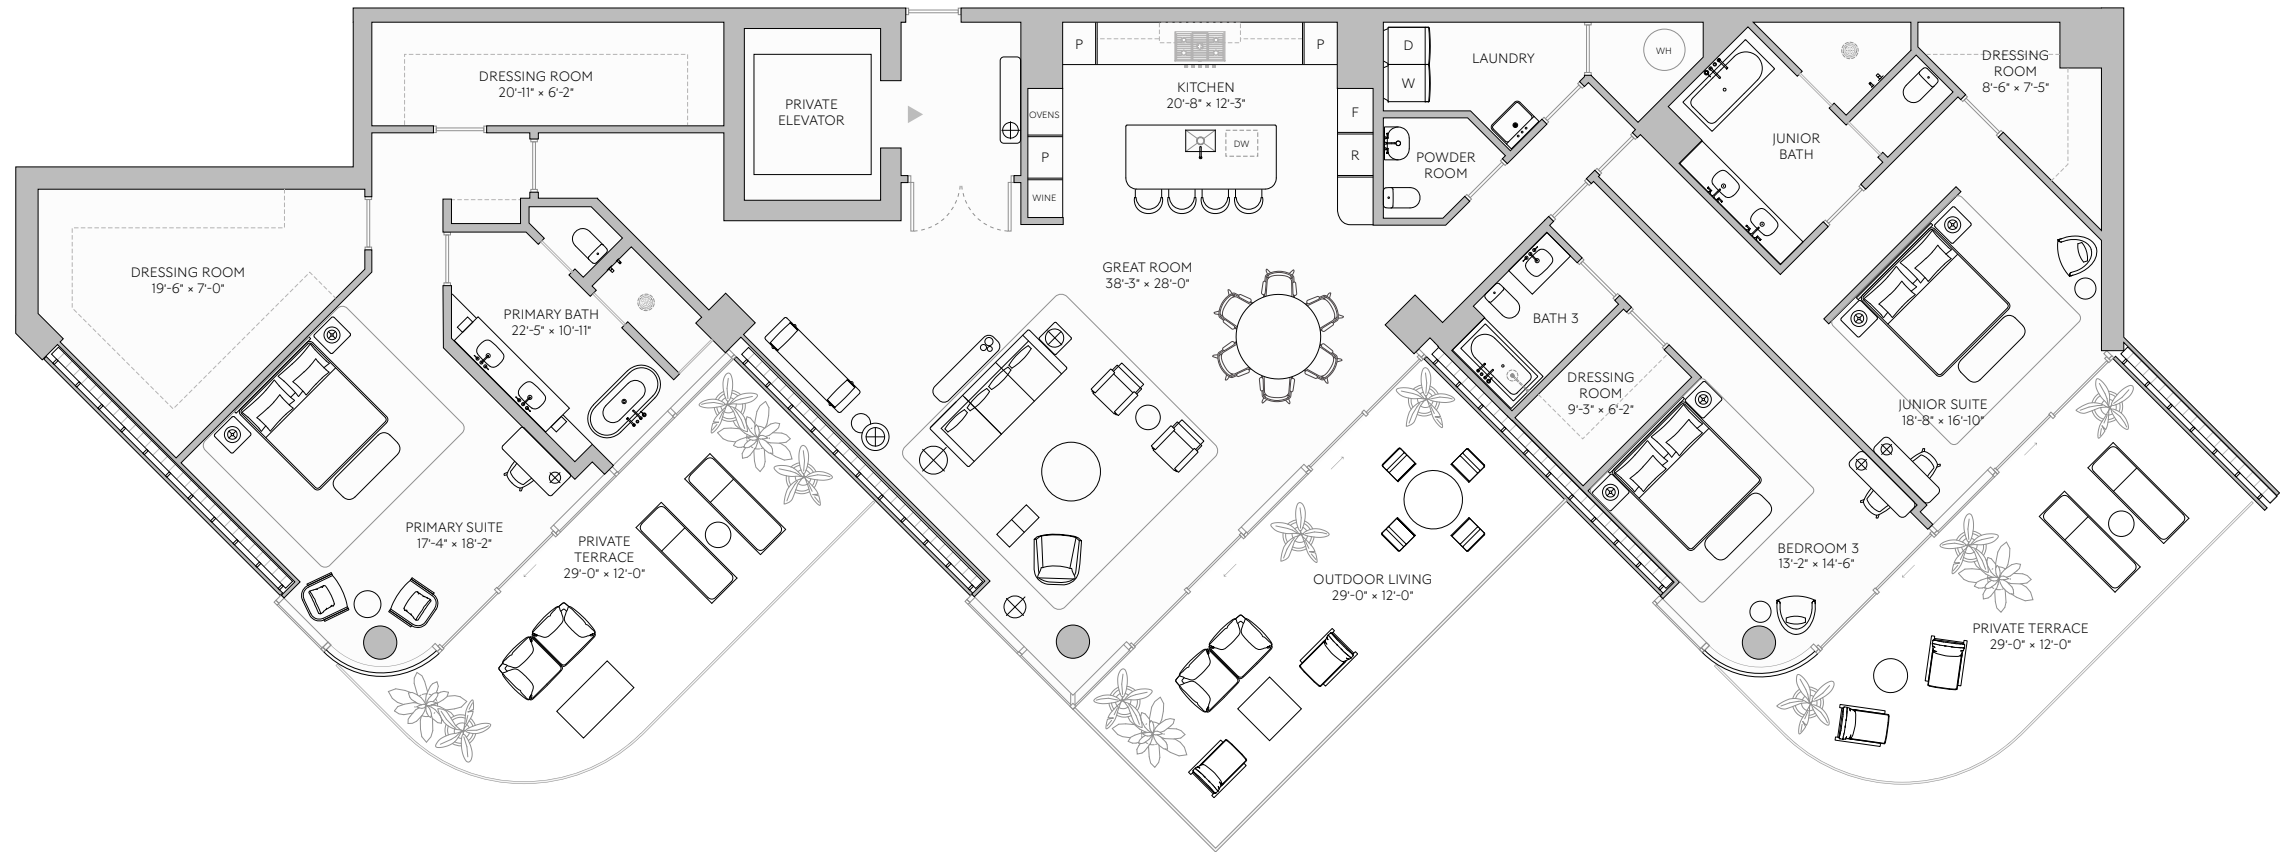 DRESSING ROOM
20'-11" × 6'-2"
PRIVATE
ELEVATOR
P
P
KITCHEN
20'-8" × 12'-3"
OVENS
P
WINE
DW
F
R
D
W
LAUNDRY
WH
POWDER
ROOM
JUNIOR
BATH
DRESSING
ROOM
8'-6" × 7'-5"
DRESSING ROOM
19'-6" × 7'-0"
PRIMARY BATH
22'-5" × 10'-11"
GREAT ROOM
38'-3" × 28'-0"
BATH 3
DRESSING
ROOM
9'-3" × 6'-2"
JUNIOR SUITE
18'-8" × 16'-10"
PRIMARY SUITE
17'-4" × 18'-2"
PRIVATE
TERRACE
29'-0" × 12'-0"
OUTDOOR LIVING
29'-0" × 12'-0"
BEDROOM 3
13'-2" × 14'-6"
PRIVATE TERRACE
29'-0" × 12'-0"